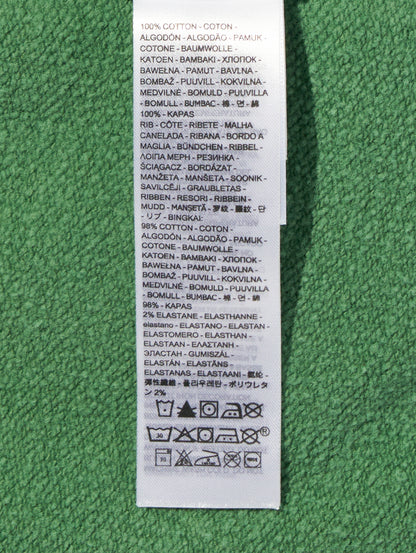 100% COTTON - COTON -
ALGODÓN - ALGODÃO - PAMUK -
COTONE - BAUMWOLLE -
KATOEN - BAMBAKI - ХЛОПОК -
BAWEŁNA - PAMUT - BAVLNA -
BOMBAŽ - PUUVILL - KOKVILNA -
MEDVILNĖ - BOMULD - PUUVILLA
- BOMULL - BUMBAC - 棉 - 면 - 綿
100% - KAPAS
RIB - CÔTE - RIBETE - MALHA
CANELADA - RIBANA - BORDO A
MAGLIA - BÜNDCHEN - RIBBEL -
ΛΟΙΠΑ ΜΕΡΗ - РЕЗИНКА -
ŚCIĄGACZ - BORDÁZAT -
MANŽETA - MANŠETA - SOONIK -
SAVILCĒJI - GRAUBLETAS -
RIBBEN - RESORI - RIBBEIN -
MUDD - MANŞETĂ - 罗纹 - 羅紋 - 단
- リブ - BINGKAI:
98% COTTON - COTON -
ALGODÓN - ALGODÃO - PAMUK -
COTONE - BAUMWOLLE -
KATOEN - BAMBAKI - ХЛОПОК -
BAWEŁNA - PAMUT - BAVLNA -
BOMBAŽ - PUUVILL - KOKVILNA -
MEDVILNĖ - BOMULD - PUUVILLA
- BOMULL - BUMBAC - 棉 - 면 - 綿
98% - KAPAS
2% ELASTANE - ELASTHANNE -
elastano - ELASTANO - ELASTAN -
ELASTOMERO - ELASTHAN -
ELASTAAN - ΕΛΑΣΤΑΝΗ -
ЭЛАСТАН - GUMISZÁL -
ELASTÁN - ELASTĀNS -
ELASTANAS - ELASTAANI - 氨纶 -
彈性纖維 - 폴리우레탄 - ポリウレタ
ン 2%
30